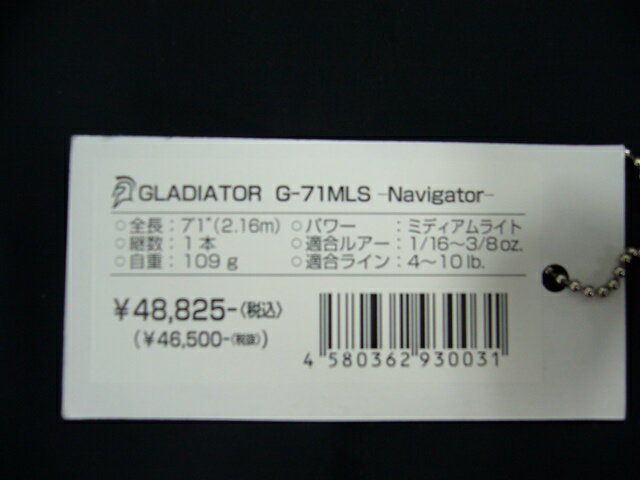 GLADIATOR G-71MLS -Navigator-
○全長：7'1"(2.16m) ○パワー ：ミディアムライト
○継数：1本 ○適合ルアー：1/16～3/8oz.
○自重：109g ○適合ライン：4～10lb.
￥48,825-〈税込〉
(￥46,500-〈税抜〉)
4 580362 930031